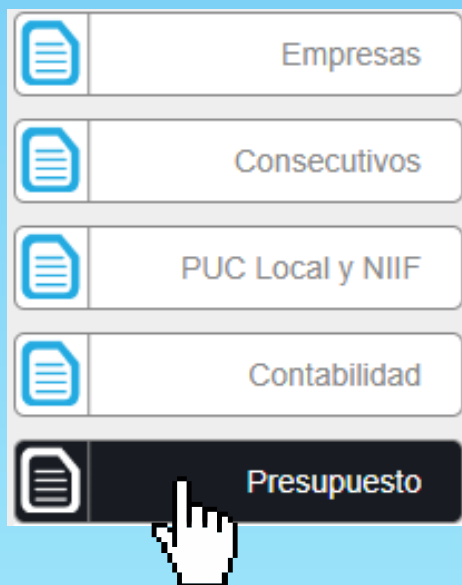 Empresas
Consecutivos
PUC Local y NIIF
Contabilidad
Presupuesto